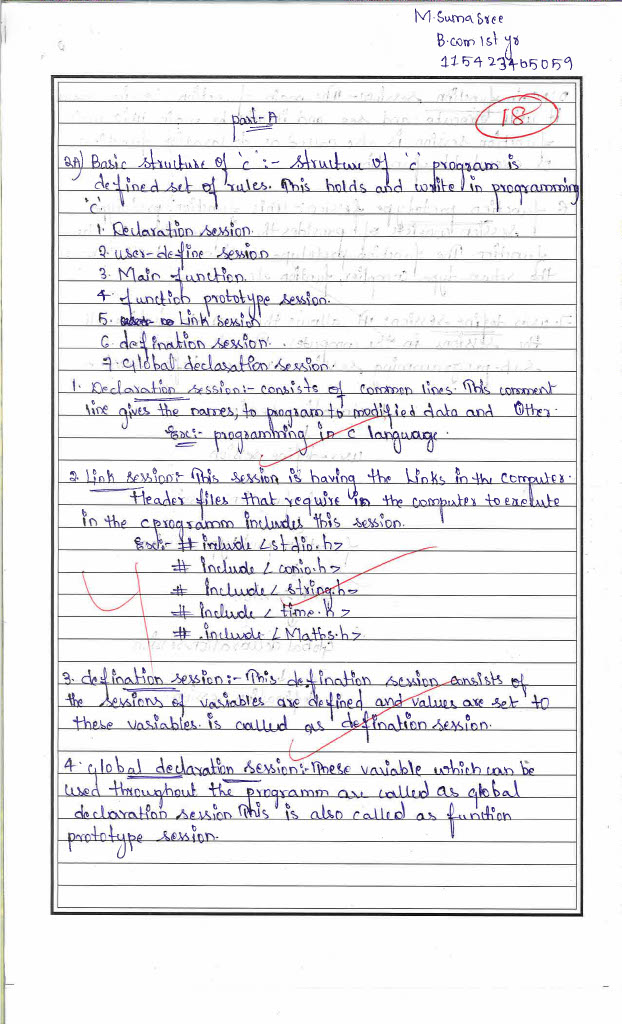 M. Suma Sree
B.com 1st yr
115423405059
18
part-A
2A) Basic structure of 'c' :- structure of 'c' program is
defined set of rules. This holds and write in programming
'c'.
1. Declaration session.
2. user-define session
3. Main function.
4. function prototype session.
5. Link session
6. defination session.
7. Global declaration session.
1. Declaration session:- consists of common lines. This comment
line gives the names, to program to modified data and Other.
Ex:- programming in c language.
2. Link session:- This session is having the Links in the computer.
Header files that require in the computer to exelute
in the cprogramm includes this session.
Ex:- # include <stdio.h>
# Include < conio.h>
# Include < string.h>
# Include < time.h>
# Include < Maths.h>
4
3. defination session:- This defination session consists of
the sessions of variables are defined and values are set to
these variables. is called as defination session.
4. global declaration session:- These variable which can be
used throughout the programm are called as global
declaration session This is also called as funtion
prototype session.